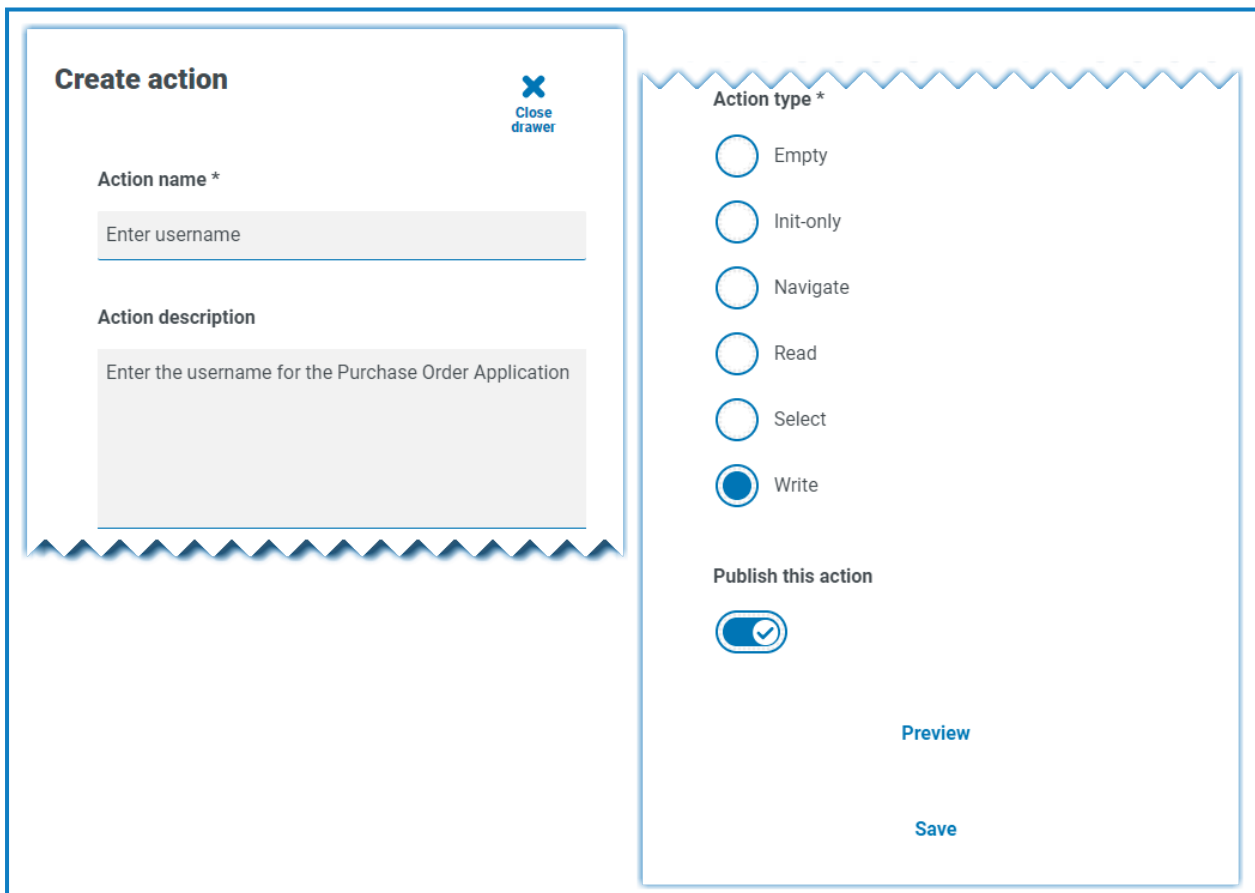 Create action
Close
drawer
Action name *
Enter username
Action description
Enter the username for the Purchase Order Application
Action type *
Empty
Init-only
Navigate
Read
Select
Write
Publish this action
Preview
Save